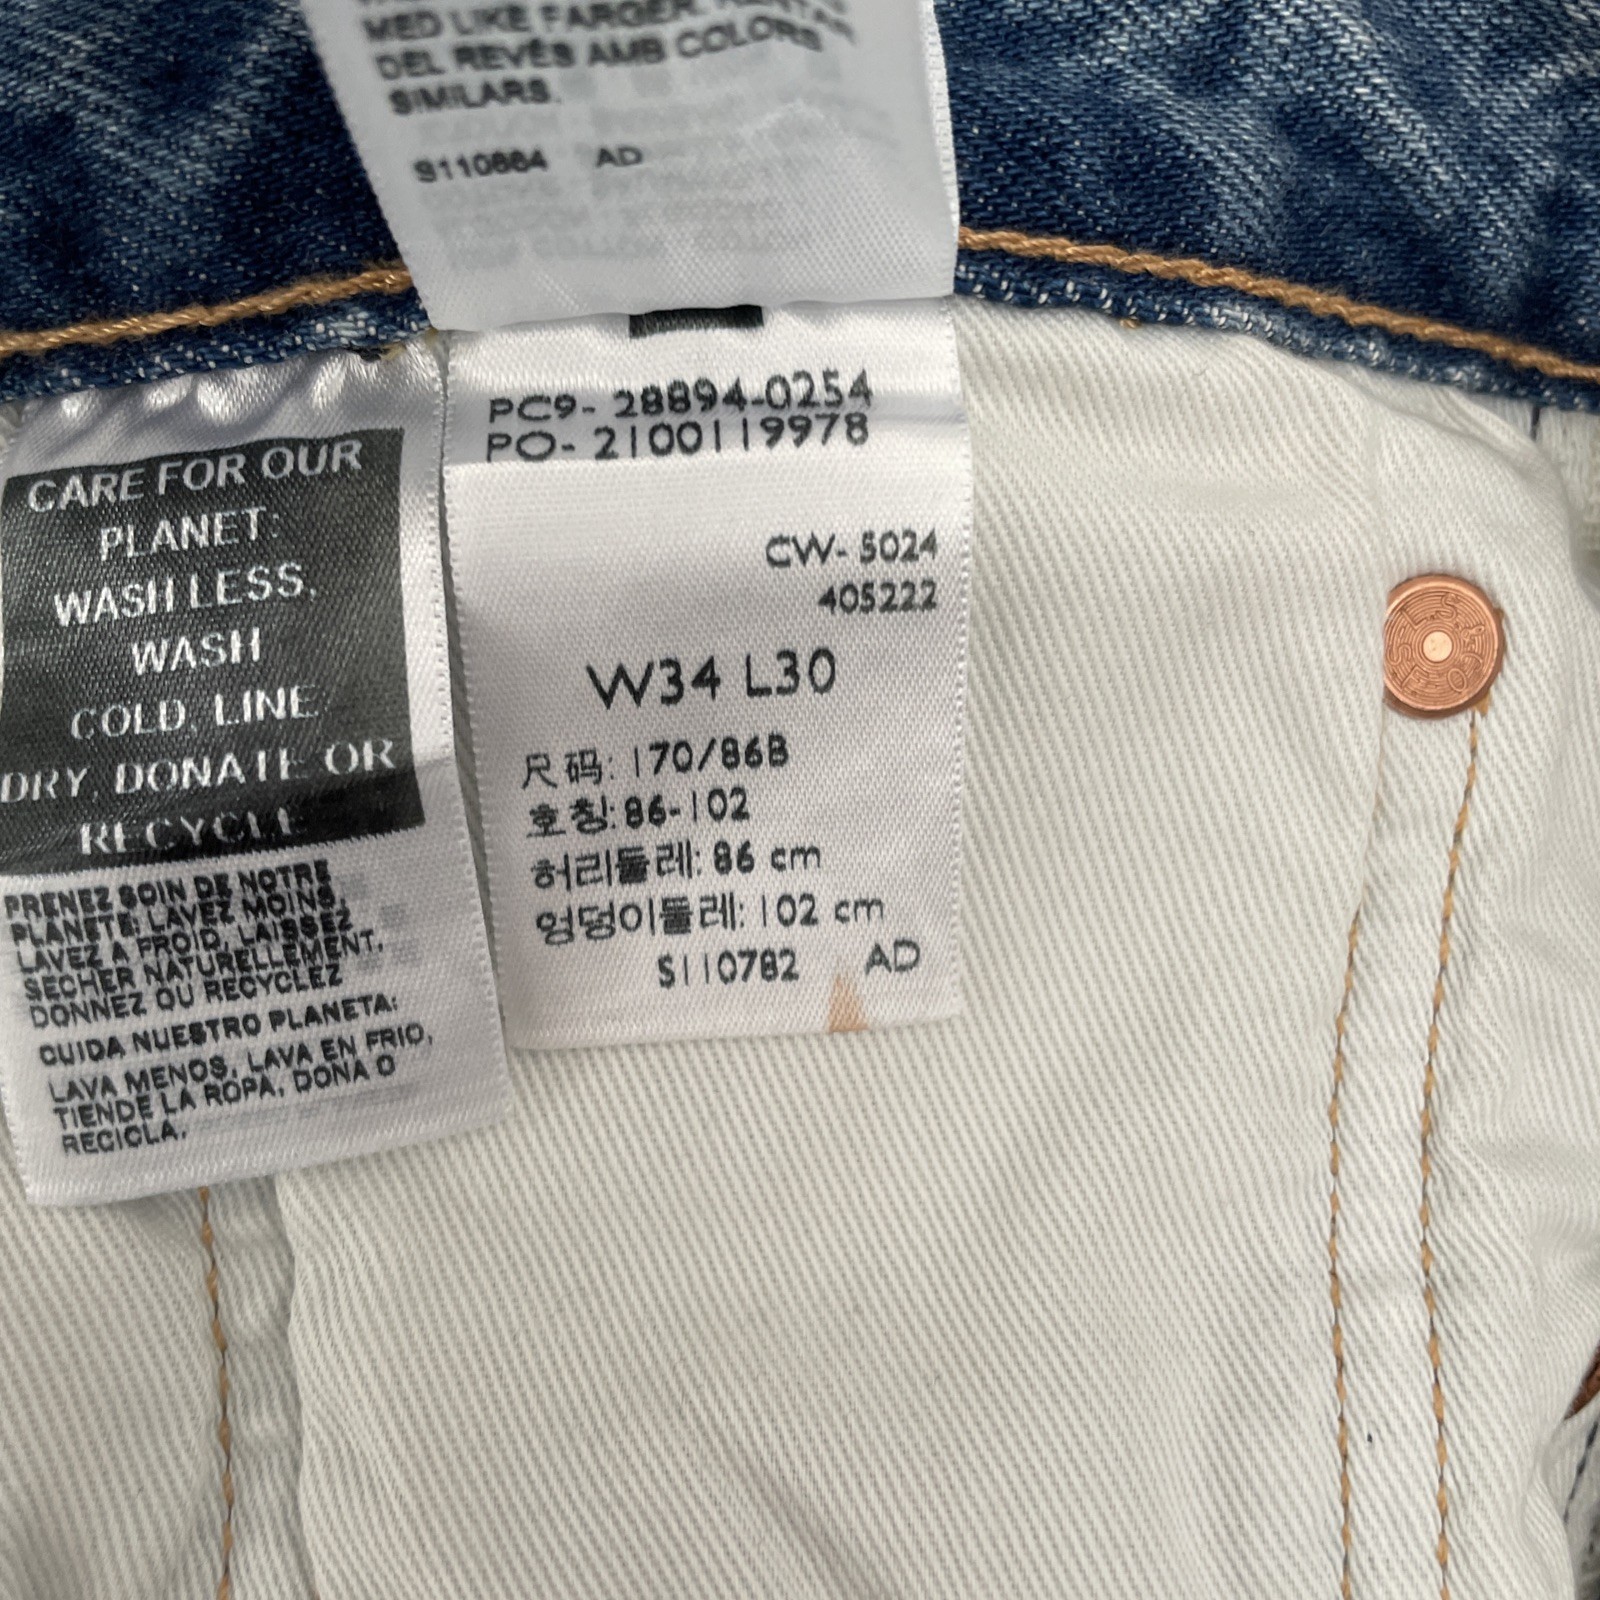 MED LIKE FARGER.
DEL REVÉS AMB COLORS
SIMILARS.
S110884 AD
PC9- 28894-0254
PO- 2100119978
CW- 5024
405222
W34 L30
尺码: 170/86B
호칭: 86-102
허리둘레: 86 cm
엉덩이둘레: 102 cm
S110782 AD
CARE FOR OUR
PLANET:
WASH LESS,
WASH
COLD, LINE
DRY, DONATE OR
RECYCLE
PRENEZ SOIN DE NOTRE
PLANÈTE: LAVEZ MOINS,
LAVEZ À FROID, LAISSEZ
SÉCHER NATURELLEMENT,
DONNEZ OU RECYCLEZ
CUIDA NUESTRO PLANETA:
LAVA MENOS, LAVA EN FRIO,
TIENDE LA ROPA, DONA O
RECICLA.